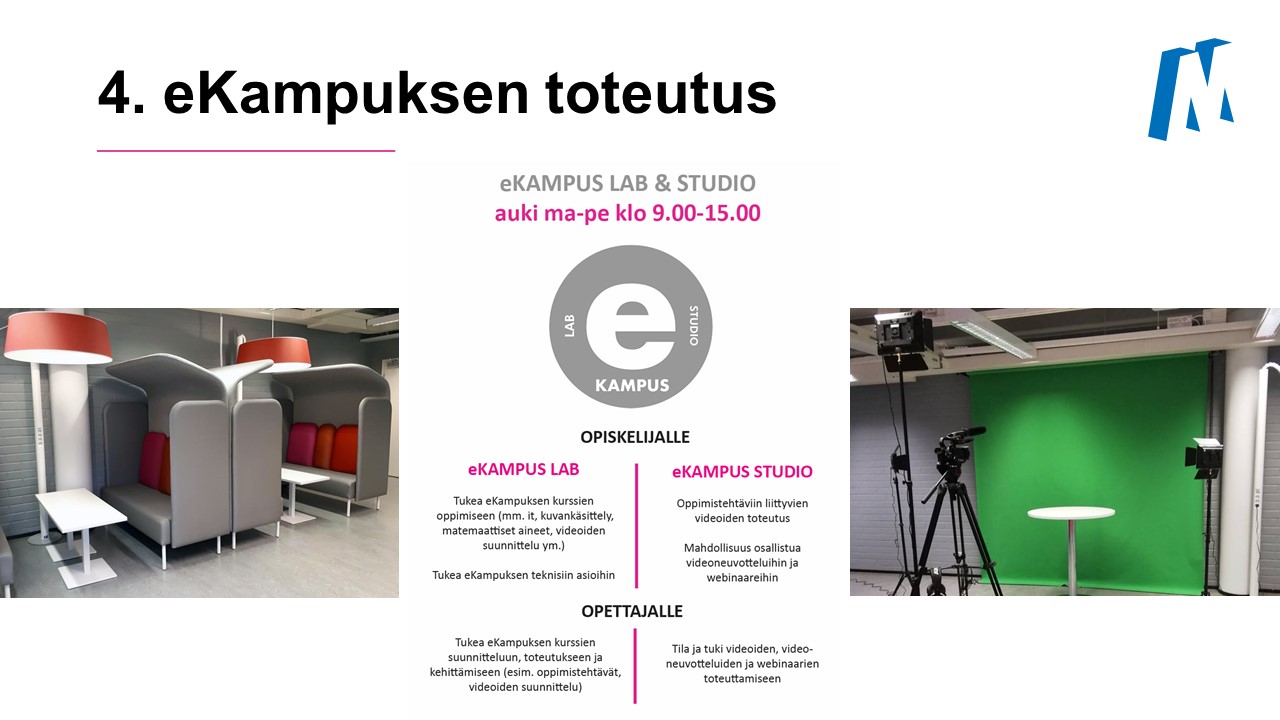 4. eKampuksen toteutus
eKAMPUS LAB & STUDIO
auki ma-pe klo 9.00-15.00
LAB
e
STUDIO
KAMPUS
OPISKELIJALLE
eKAMPUS LAB
Tukea eKampuksen kurssien
oppimiseen (mm. it, kuvankäsittely,
matemaattiset aineet, videoiden
suunnittelu ym.)
Tukea eKampuksen teknisiin asioihin
eKAMPUS STUDIO
Oppimistehtäviin liittyvien
videoiden toteutus
Mahdollisuus osallistua
videoneuvotteluihin ja
webinaareihin
OPETTAJALLE
Tukea eKampuksen kurssien
suunnitteluun, toteutukseen ja
kehittämiseen (esim. oppimistehtävät,
videoiden suunnittelu)
Tila ja tuki videoiden, video-
neuvotteluiden ja webinaarien
toteuttamiseen